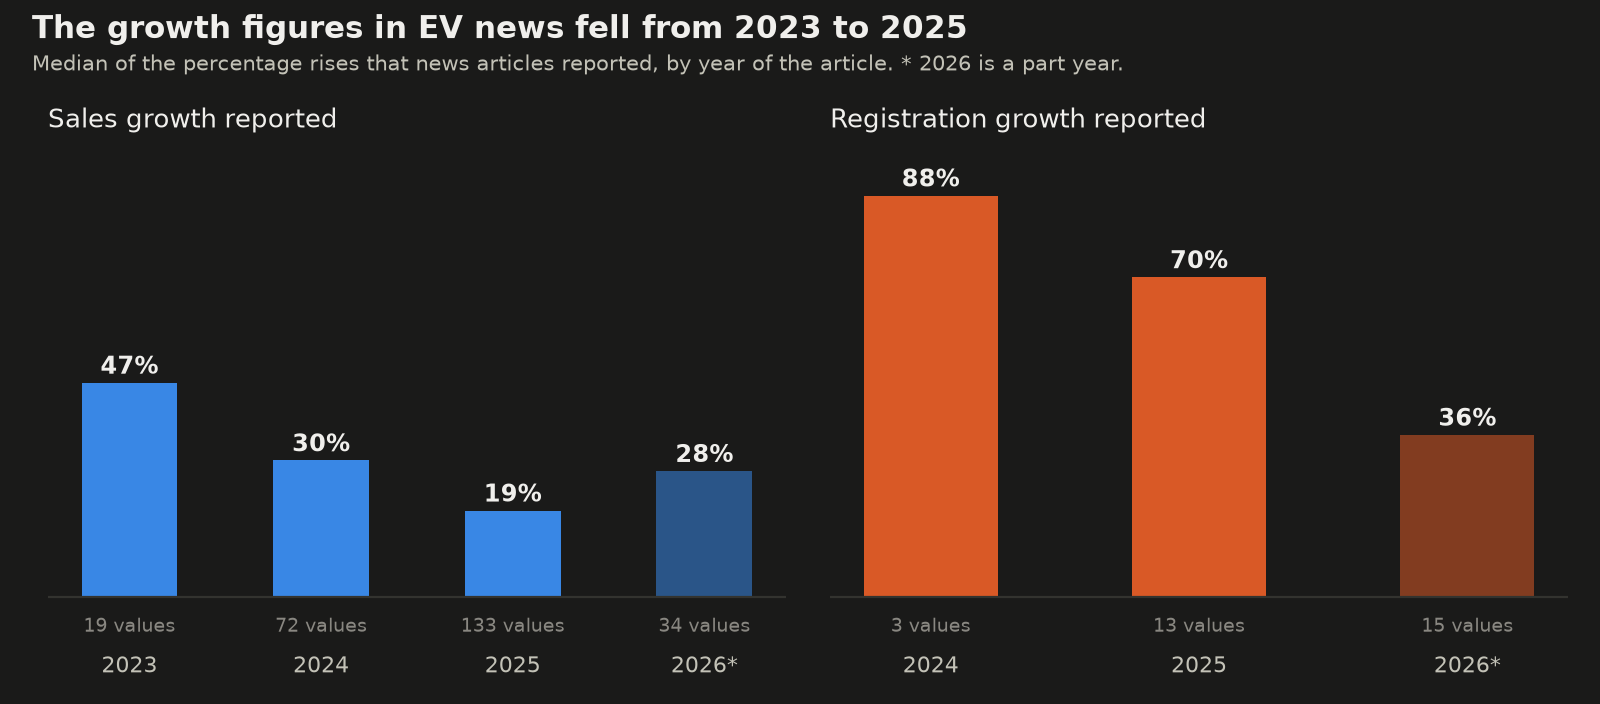 The growth figures in EV news fell from 2023 to 2025
Median of the percentage rises that news articles reported, by year of the article. * 2026 is a part year.
Sales growth reported
47%
30%
19%
28%
19 values
72 values
133 values
34 values
2023
2024
2025
2026*
Registration growth reported
88%
70%
36%
3 values
13 values
15 values
2024
2025
2026*